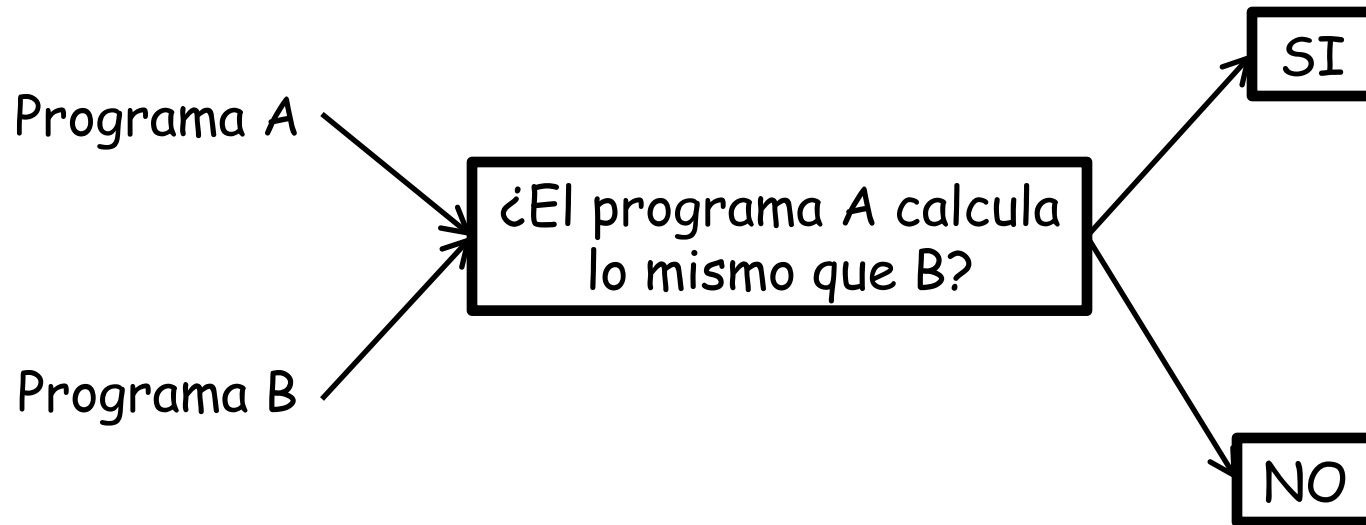 Programa A
Programa B
¿El programa A calcula
lo mismo que B?
SI
NO